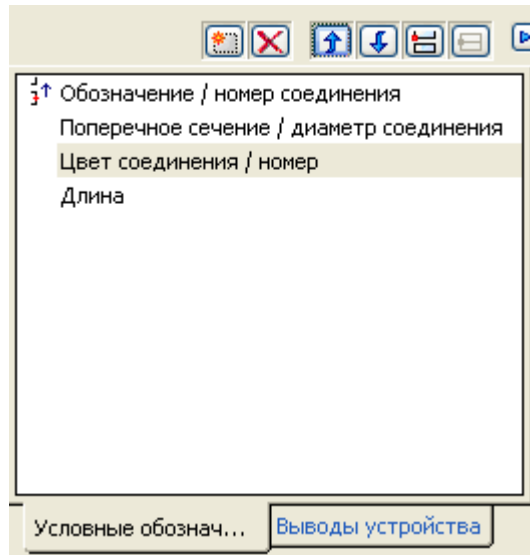 Обозначение / номер соединения
Поперечное сечение / диаметр соединения
Цвет соединения / номер
Длина
Условные обознач... Выводы устройства